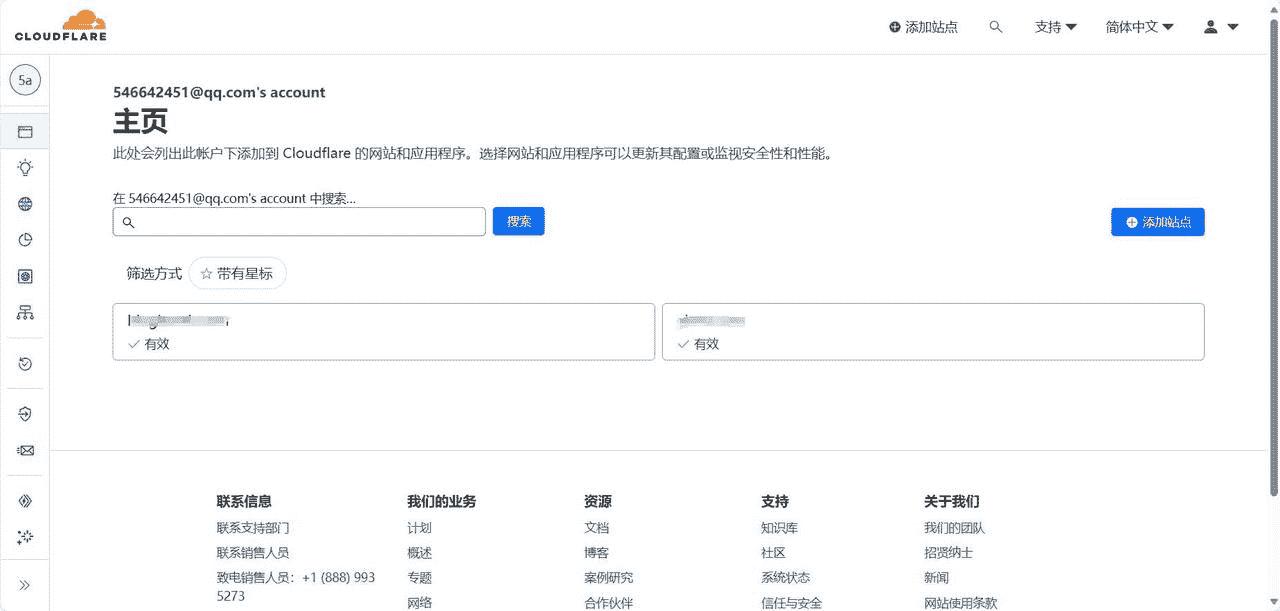 CLOUDFLARE
添加站点
支持
简体中文
5a
546642451@qq.com's account
主页
此处会列出此帐户下添加到 Cloudflare 的网站和应用程序。选择网站和应用程序可以更新其配置或监视安全性和性能。
在 546642451@qq.com's account 中搜索...
搜索
添加站点
筛选方式 带有星标
有效
有效
联系信息
联系支持部门
联系销售人员
致电销售人员：+1 (888) 993
5273
我们的业务
计划
概述
专题
网络
资源
文档
博客
案例研究
合作伙伴
支持
知识库
社区
系统状态
信任与安全
关于我们
我们的团队
招贤纳士
新闻
网站使用条款